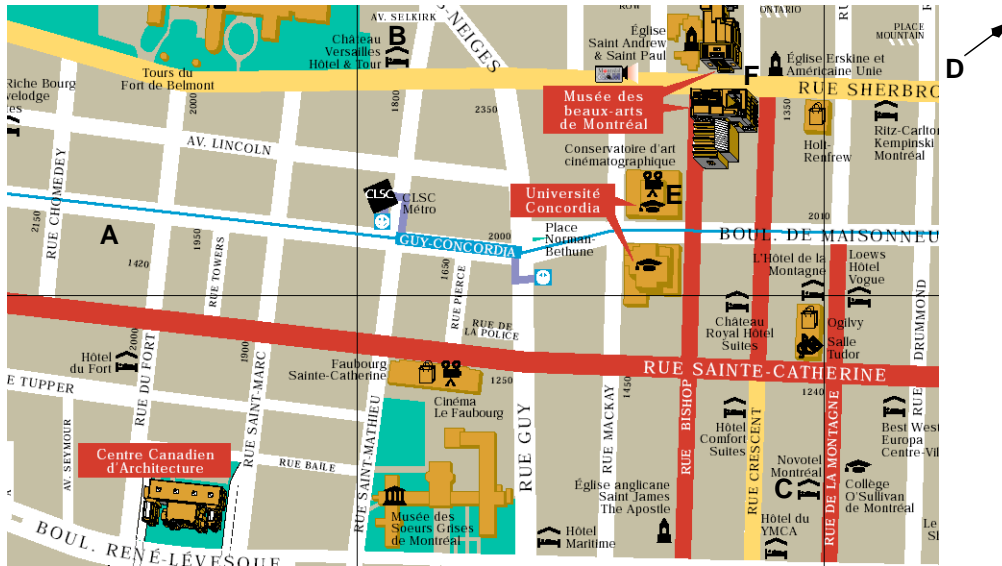 ROW
ONTARIO
RU
R
AV. SELKIRK
S-NEIGES
PLACE
MOUNTAIN
Château
Versailles
Hôtel & Tour
B
Église
Saint Andrew
& Saint Paul
Église Erskine et
Américaine Unie
D
F
Riche Bourg
velodge
es
Tours du
Fort de Belmont
2000
1800
2350
Musée des
beaux-arts
de Montréal
1350
RUE SHERBRO
Ritz-Carlton
Kempinski
Montréal
Holt-
Renfrew
AV. LINCOLN
Conservatoire d'art
cinématographique
CLSC
CLSC
Métro
Université
Concordia
E
2150
RUE CHOMEDEY
A
1950
RUE TOWERS
GUY-CONCORDIA
2000
Place
Norman-
Bethune
2010
BOUL. DE MAISONNEU
1420
1650
RUE PIERCE
L'Hôtel de la
Montagne
Loews
Hôtel
Vogue
RUE DRUMMOND
Château
Royal Hôtel
Suites
Ogilvy
Salle
Tudor
2000
RUE DU FORT
1900
RUE SAINT-MARC
RUE DE
LA POLICE
Hôtel
du Fort
Faubourg
Sainte-Catherine
RUE SAINTE-CATHERINE
E TUPPER
1250
1450
1240
Cinéma
Le Faubourg
AV. SEYMOUR
RUE SAINT-MATHIEU
RUE GUY
RUE MACKAY
RUE BISHOP
RUE CRESCENT
RUE DE LA MONTAGNE
Hôtel
Comfort
Suites
Best West
Europa
Centre-Vil
Centre Canadien
d'Architecture
RUE BAILE
Novotel
Montréal
C
Collège
O'Sullivan
de Montréal
Église anglicane
Saint James
The Apostle
Musée des
Soeurs Grises
de Montréal
Hôtel
Maritime
Hôtel du
YMCA
Le
Sh
BOUL. RENÉ-LÉVESQUE